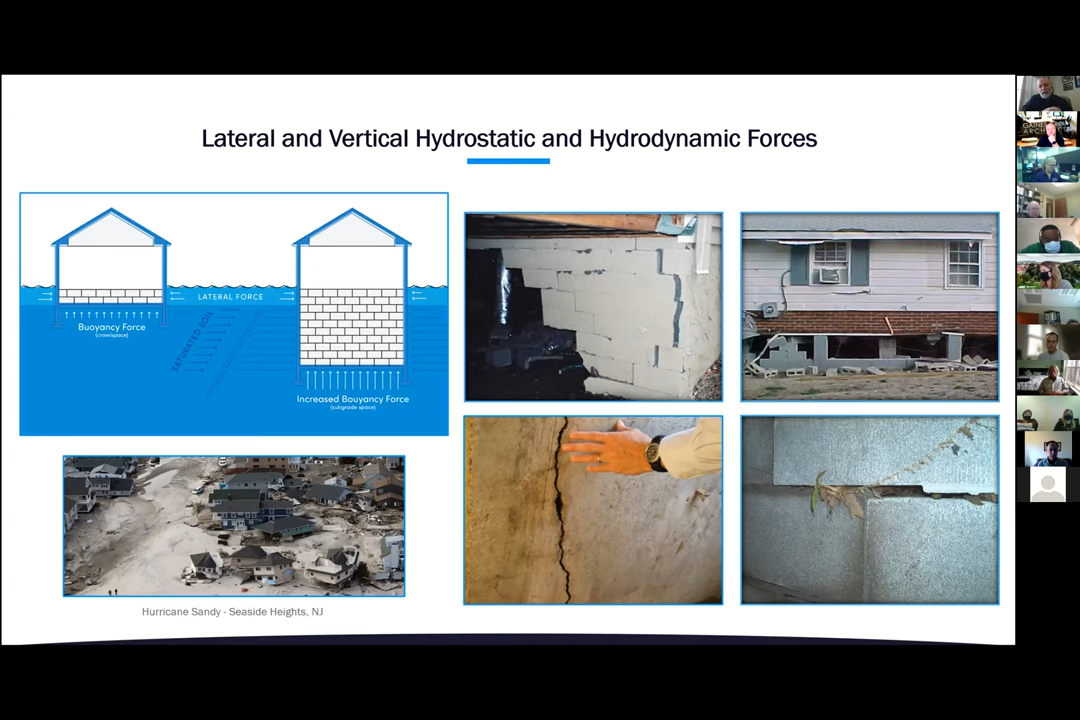 Lateral and Vertical Hydrostatic and Hydrodynamic Forces
LATERAL FORCE
Buoyancy Force
(crawlspace)
SATURATED SOIL
Increased Bouyancy Force
(subgrade space)
Hurricane Sandy - Seaside Heights, NJ